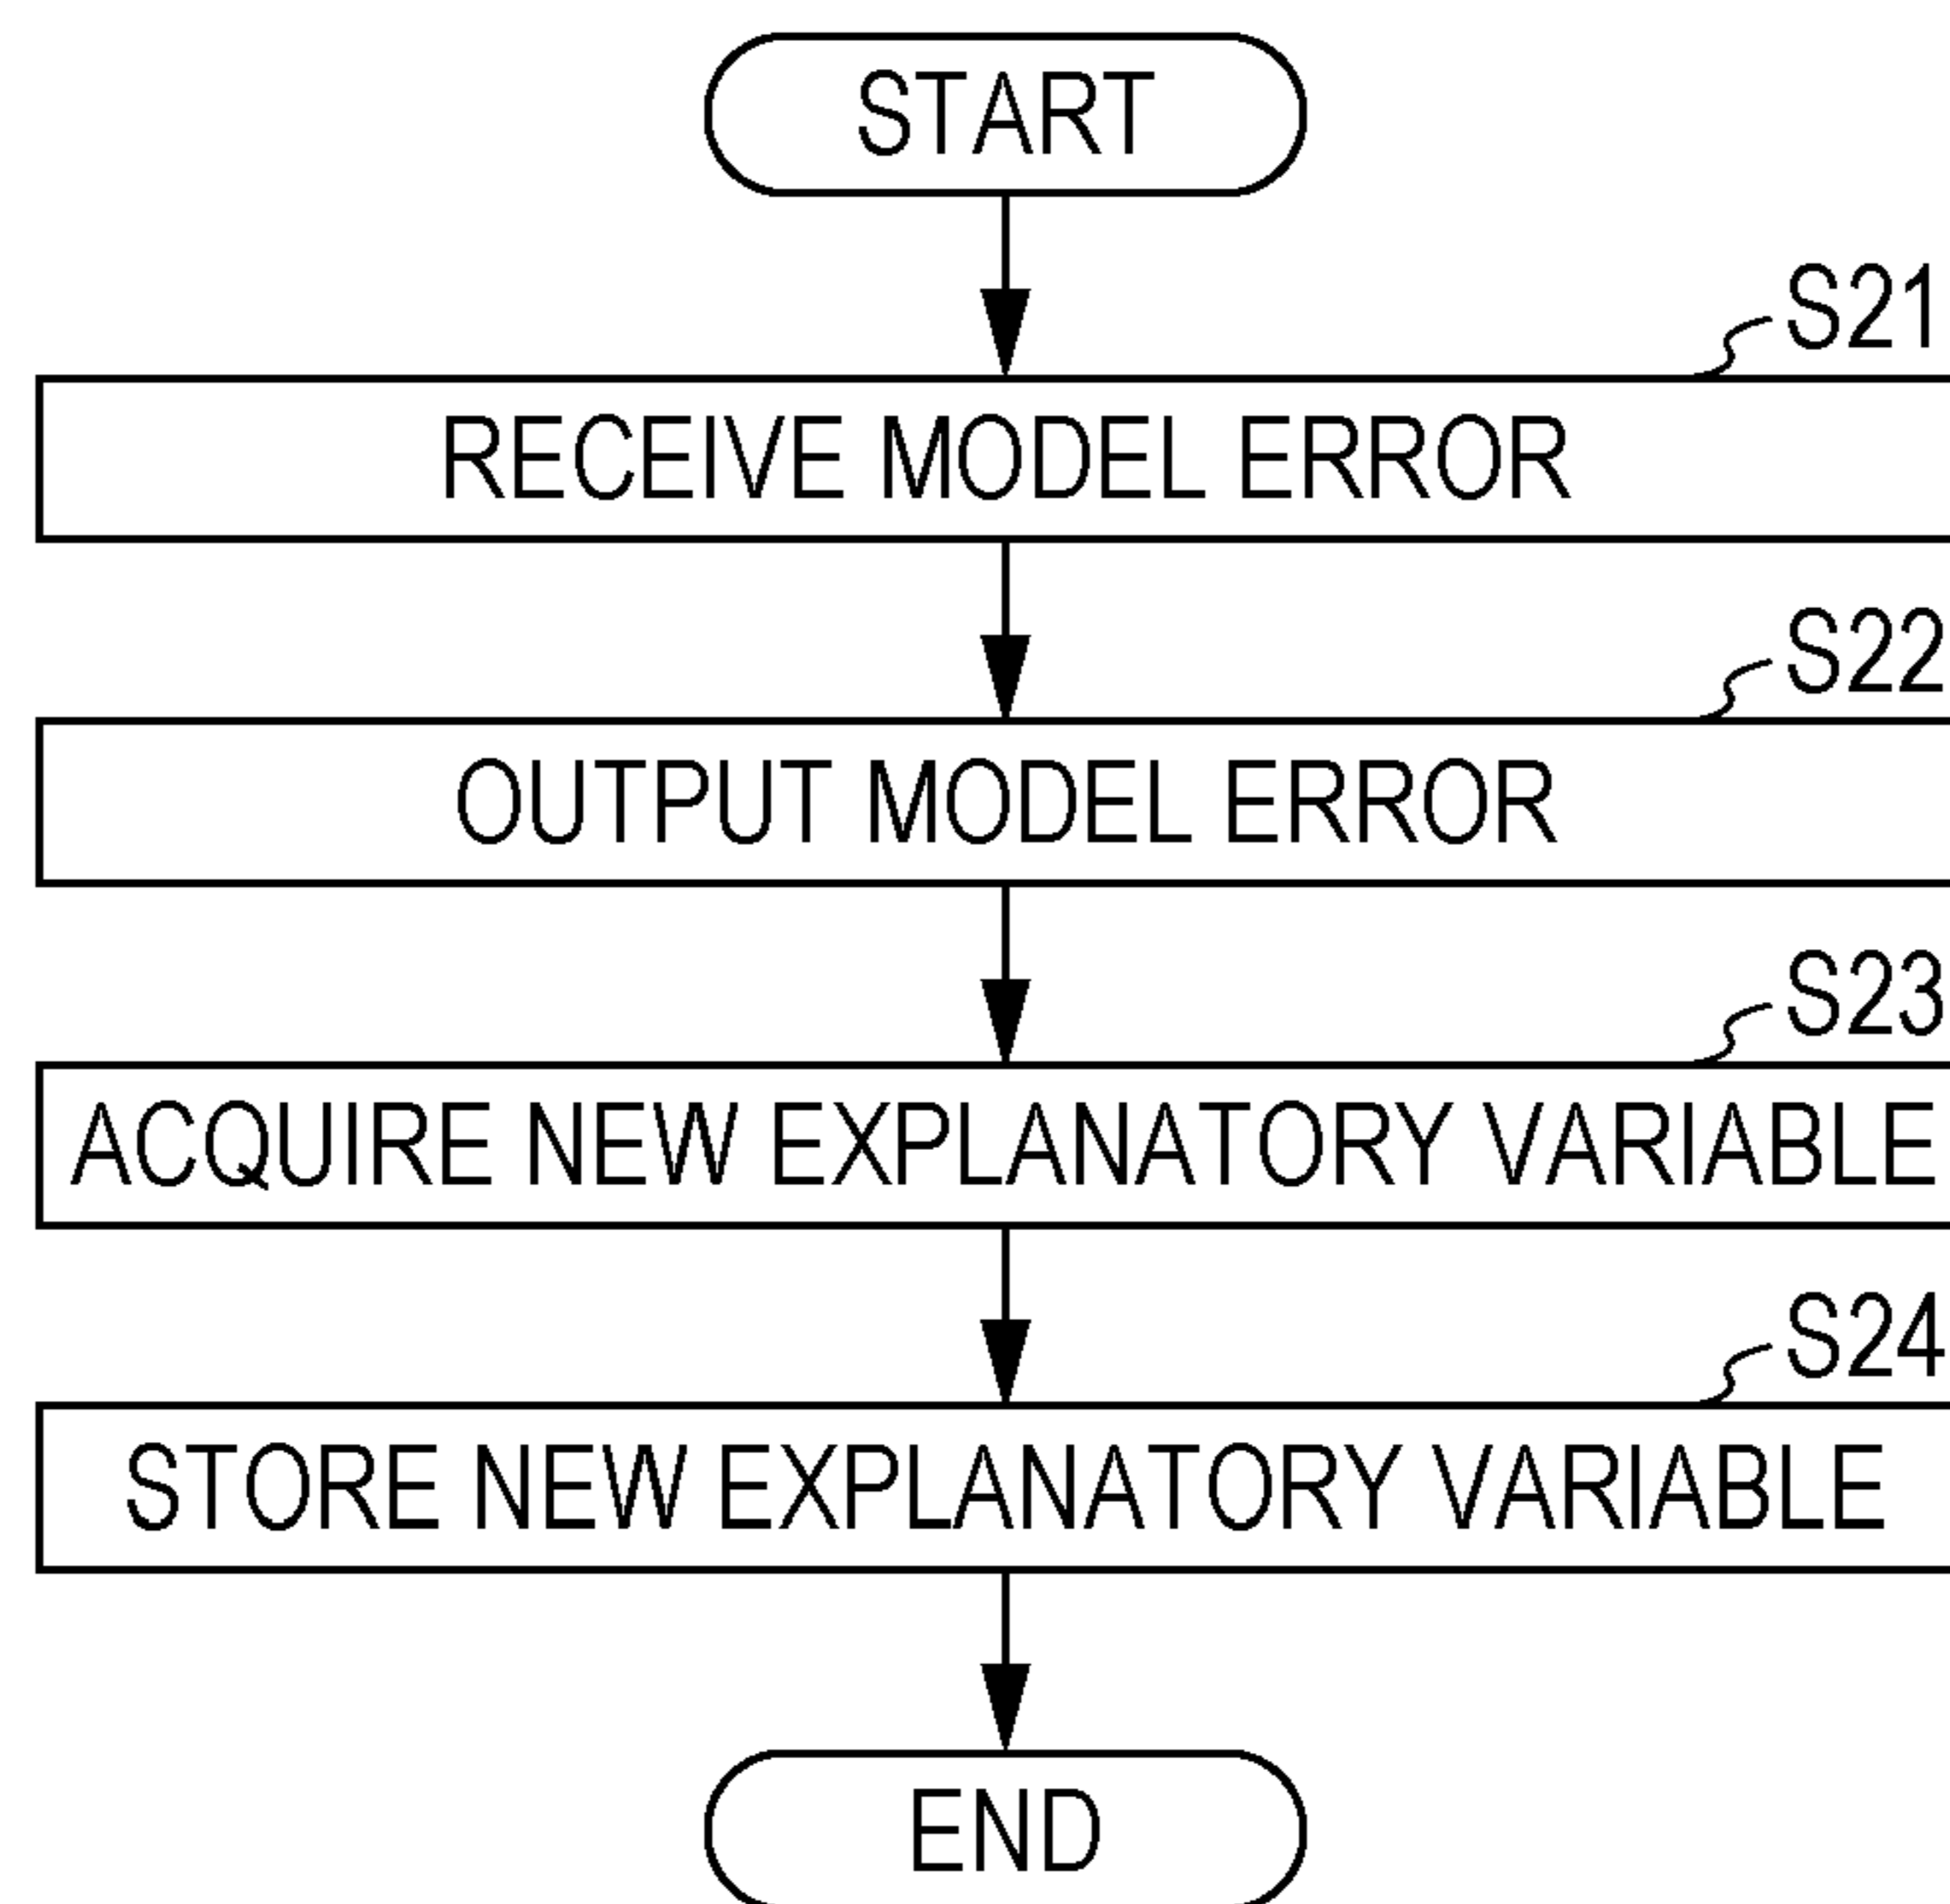 START
S21
RECEIVE MODEL ERROR
S22
OUTPUT MODEL ERROR
S23
ACQUIRE NEW EXPLANATORY VARIABLE
S24
STORE NEW EXPLANATORY VARIABLE
END